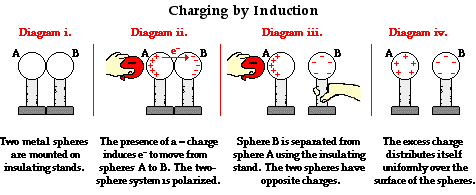 Charging by Induction
Diagram i.
Diagram ii.
Diagram iii.
Diagram iv.
A B
A e⁻ B
A B
A B
Two metal spheres
are mounted on
insulating stands.
The presence of a – charge
induces e⁻ to move from
spheres A to B. The two-
sphere system is polarized.
Sphere B is separated from
sphere A using the insulating
stand. The two spheres have
opposite charges.
The excess charge
distributes itself
uniformly over the
surface of the spheres.